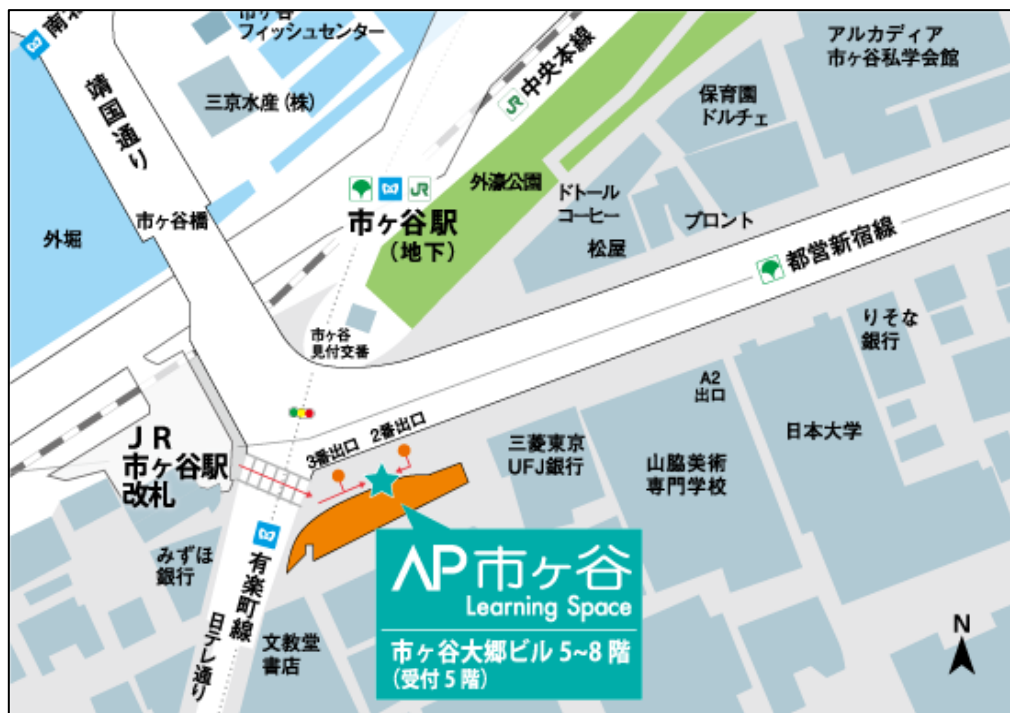 市ヶ谷
フィッシュセンター
三京水産(株)
靖国通り
市ヶ谷橋
外堀
JR
中央本線
アルカディア
市ヶ谷私学会館
保育園
ドルチェ
外濠公園
ドトール
コーヒー
松屋
プロント
JR
市ヶ谷駅
(地下)
都営新宿線
りそな
銀行
市ヶ谷
見付交番
A2
出口
日本大学
3番出口
2番出口
三菱東京
UFJ銀行
山脇美術
専門学校
JR
市ヶ谷駅
改札
みずほ
銀行
有楽町線
日テレ通り
文教堂
書店
AP市ヶ谷
Learning Space
市ヶ谷大郷ビル 5~8 階
(受付 5 階)
N